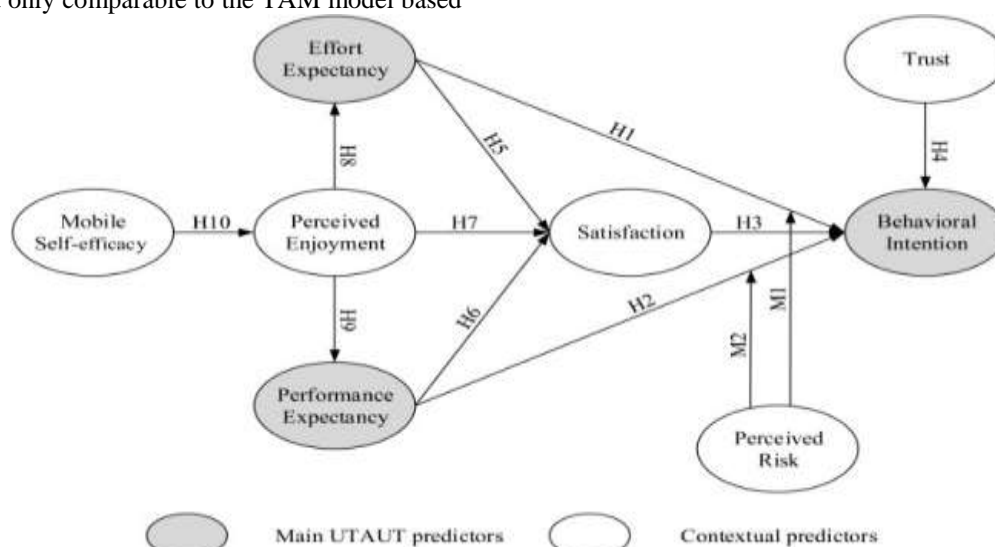 only comparable to the TAM model based
Effort
Expectancy
Trust
H1
H5
H4
H8
Mobile
Self-efficacy
H10
Perceived
Enjoyment
H7
Satisfaction
H3
Behavioral
Intention
H9
H6
H2
M1
M2
Performance
Expectancy
Perceived
Risk
Main UTAUT predictors
Contextual predictors